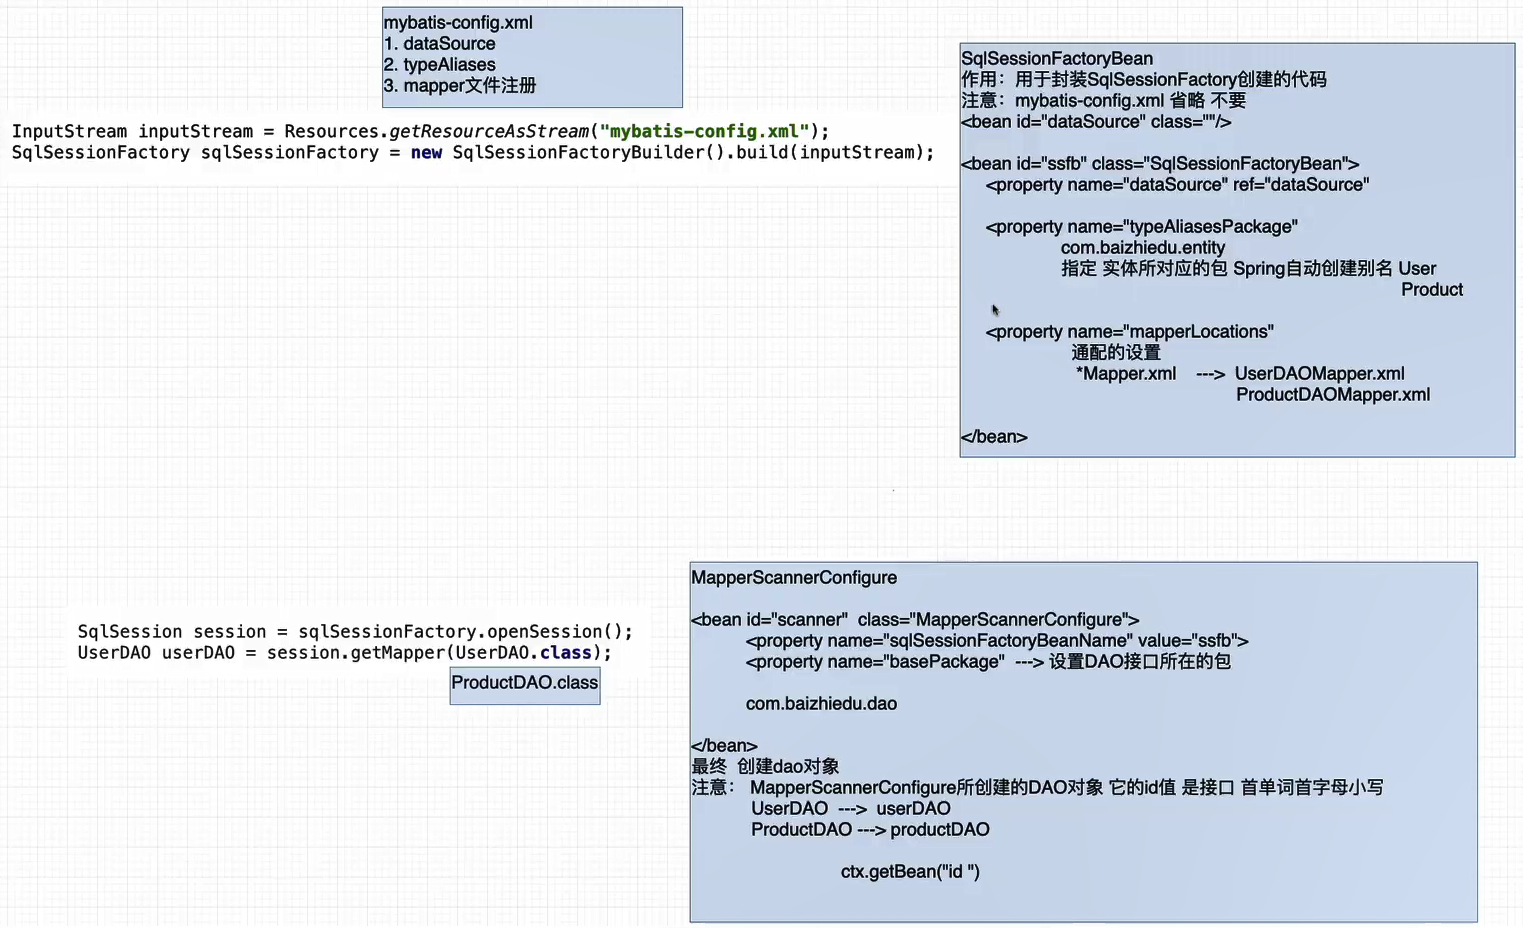 mybatis-config.xml
1. dataSource
2. typeAliases
3. mapper文件注册
InputStream inputStream = Resources.getResourceAsStream("mybatis-config.xml");
SqlSessionFactory sqlSessionFactory = new SqlSessionFactoryBuilder().build(inputStream);
SqlSessionFactoryBean
作用：用于封装SqlSessionFactory创建的代码
注意：mybatis-config.xml 省略 不要
<bean id="dataSource" class=""/>
<bean id="ssfb" class="SqlSessionFactoryBean">
<property name="dataSource" ref="dataSource"
<property name="typeAliasesPackage"
com.baizhiedu.entity
指定 实体所对应的包 Spring自动创建别名 User
Product
<property name="mapperLocations"
通配的设置
*Mapper.xml ---> UserDAOMapper.xml
ProductDAOMapper.xml
</bean>
SqlSession session = sqlSessionFactory.openSession();
UserDAO userDAO = session.getMapper(UserDAO.class);
ProductDAO.class
MapperScannerConfigure
<bean id="scanner" class="MapperScannerConfigure">
<property name="sqlSessionFactoryBeanName" value="ssfb">
<property name="basePackage" ---> 设置DAO接口所在的包
com.baizhiedu.dao
</bean>
最终 创建dao对象
注意： MapperScannerConfigure所创建的DAO对象 它的id值 是接口 首单词首字母小写
UserDAO ---> userDAO
ProductDAO ---> productDAO
ctx.getBean("id ")